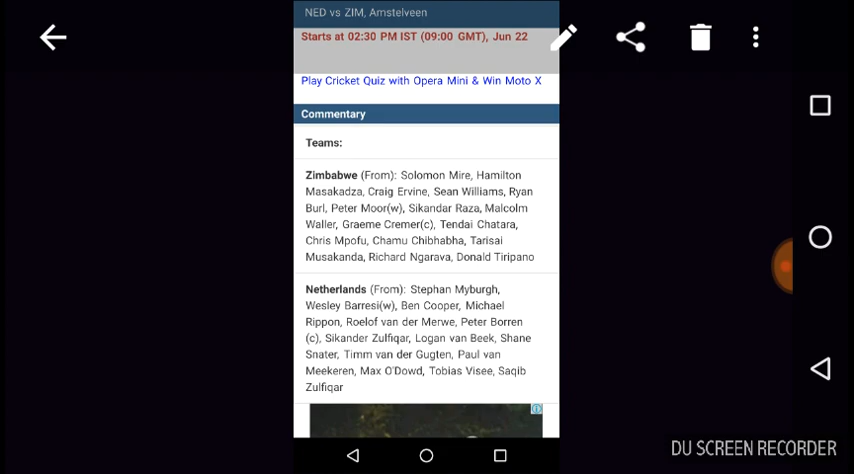 NED vs ZIM, Amstelveen
Starts at 02:30 PM IST (09:00 GMT), Jun 22
Play Cricket Quiz with Opera Mini & Win Moto X
Commentary
Teams:
Zimbabwe (From): Solomon Mire, Hamilton
Masakadza, Craig Ervine, Sean Williams, Ryan
Burl, Peter Moor(w), Sikandar Raza, Malcolm
Waller, Graeme Cremer(c), Tendai Chatara,
Chris Mpofu, Chamu Chibhabha, Tarisai
Musakanda, Richard Ngarava, Donald Tiripano
Netherlands (From): Stephan Myburgh,
Wesley Barresi(w), Ben Cooper, Michael
Rippon, Roelof van der Merwe, Peter Borren
(c), Sikander Zulfiqar, Logan van Beek, Shane
Snater, Timm van der Gugten, Paul van
Meekeren, Max O'Dowd, Tobias Visee, Saqib
Zulfiqar
DU SCREEN RECORDER